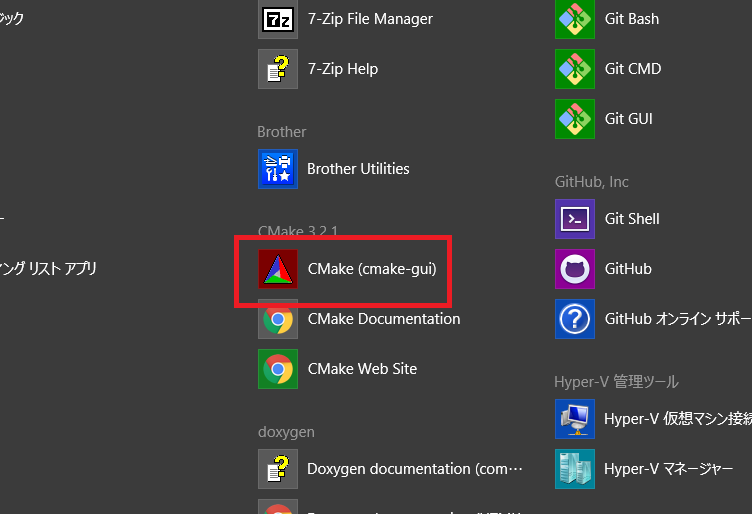 ジック
ー
ィング リスト アプリ
7-Zip File Manager
7-Zip Help
Brother
Brother Utilities
CMake 3.2.1
CMake (cmake-gui)
CMake Documentation
CMake Web Site
doxygen
Doxygen documentation (com…
Git Bash
Git CMD
Git GUI
GitHub, Inc
Git Shell
GitHub
GitHub オンライン サポー
Hyper-V 管理ツール
Hyper-V 仮想マシン接続
Hyper-V マネージャー